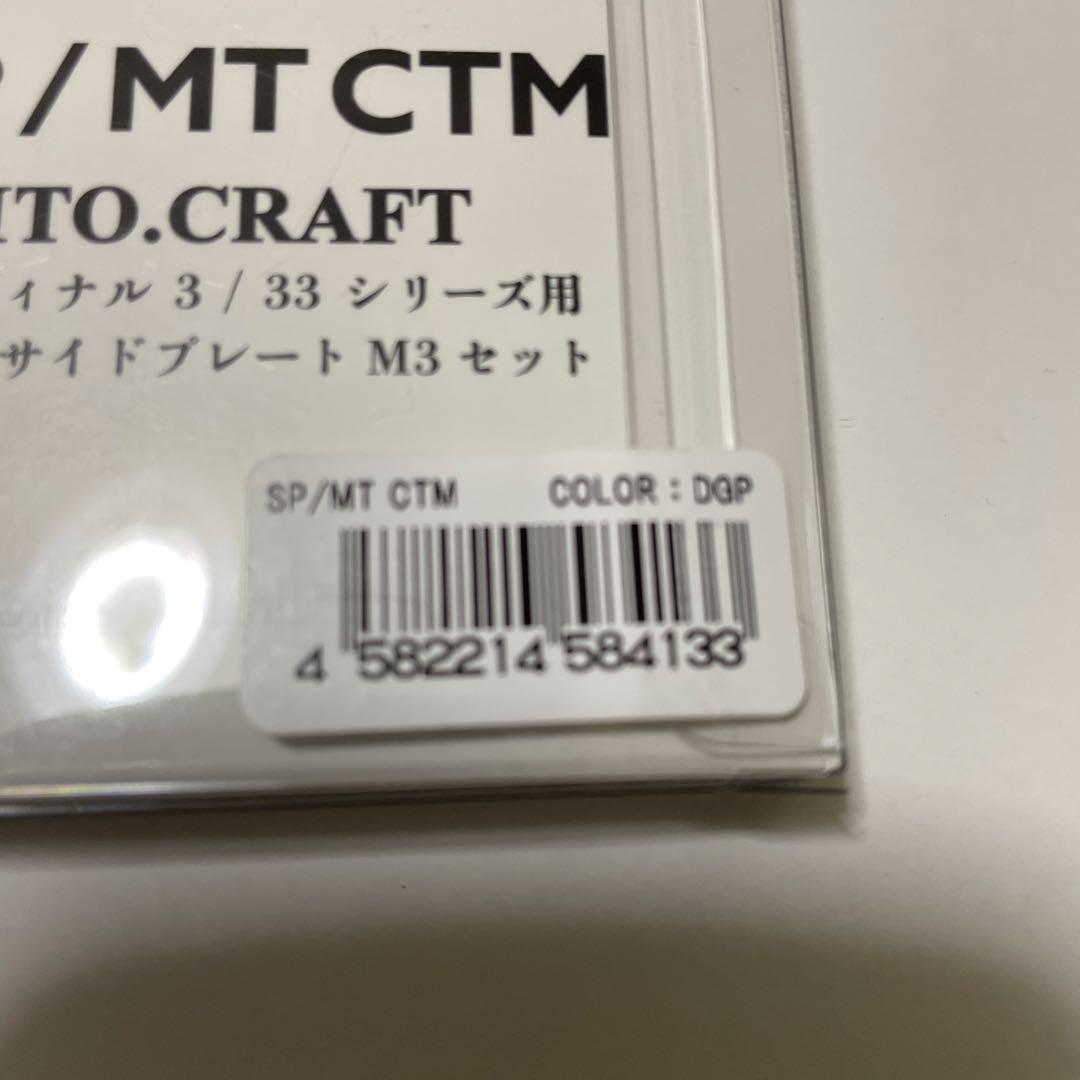 / MT CTM
ITO.CRAFT
ィナル 3 / 33 シリーズ用
サイドプレート M3 セット
SP/MT CTM COLOR : DGP
4 582214 584133